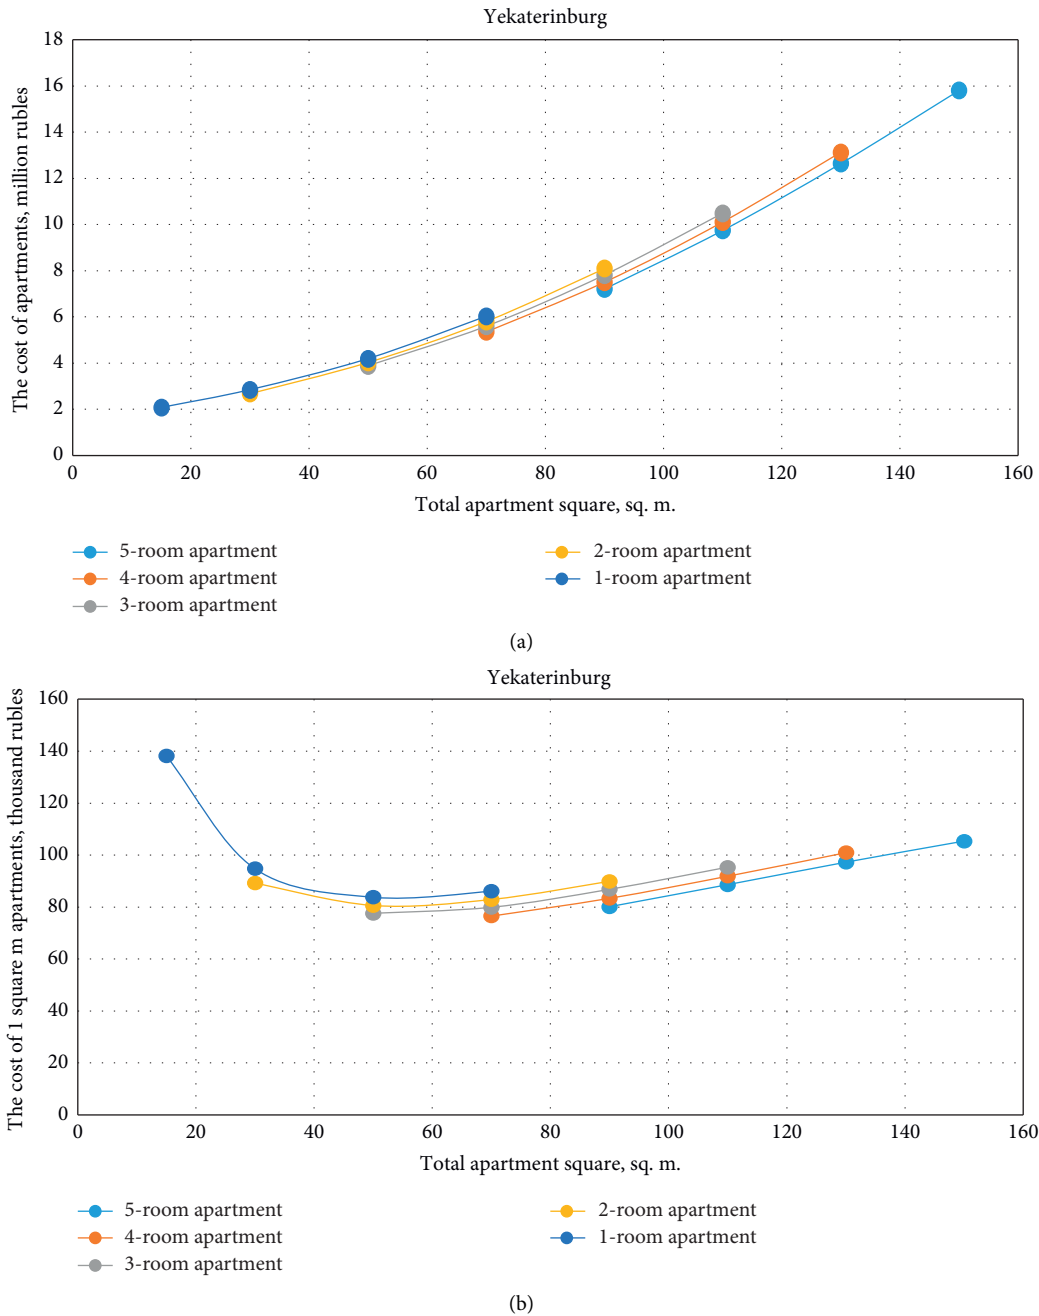 Yekaterinburg
The cost of apartments, million rubles
18
16
14
12
10
8
6
4
2
0
0 20 40 60 80 100 120 140 160
Total apartment square, sq. m.
5-room apartment
4-room apartment
3-room apartment
2-room apartment
1-room apartment
(a)
Yekaterinburg
The cost of 1 square m apartments, thousand rubles
160
140
120
100
80
60
40
20
0
0 20 40 60 80 100 120 140 160
Total apartment square, sq. m.
5-room apartment
4-room apartment
3-room apartment
2-room apartment
1-room apartment
(b)